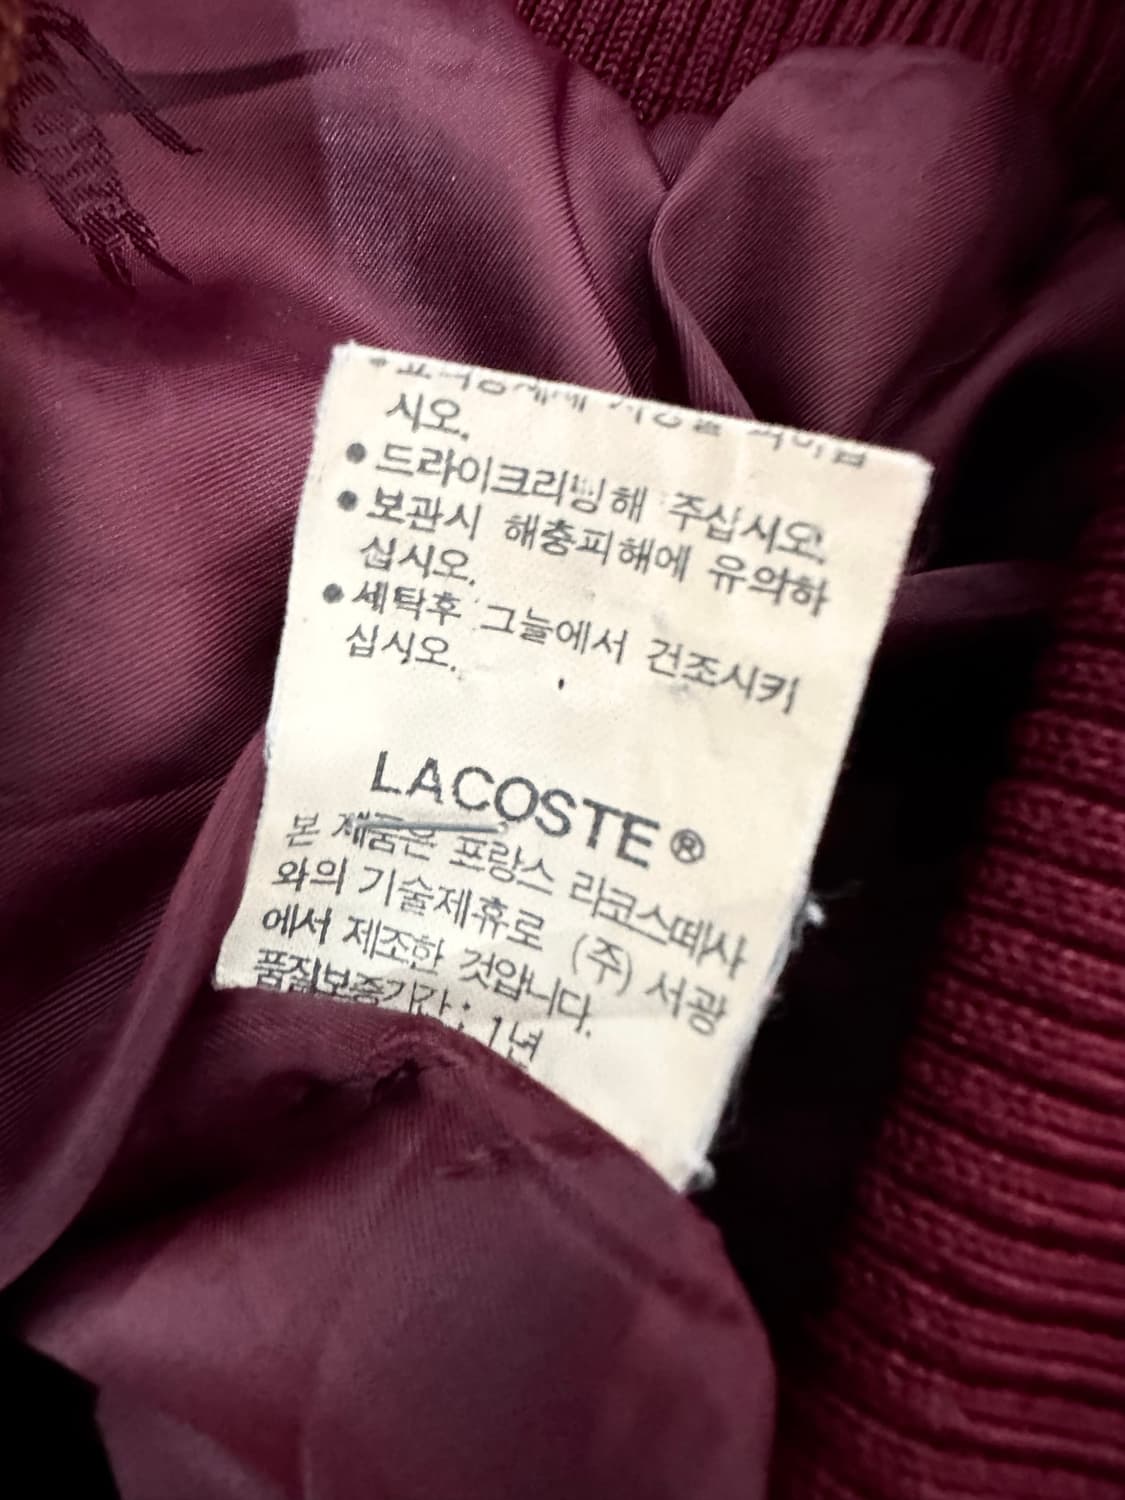 시오.
● 드라이크리닝해 주십시오.
● 보관시 해충피해에 유의하
십시오.
● 세탁후 그늘에서 건조시키
십시오.
LACOSTE®
본 제품은 프랑스 라코스떼사
와의 기술제휴로 (주) 서광
에서 제조한 것입니다.
품질보증기간 : 1년